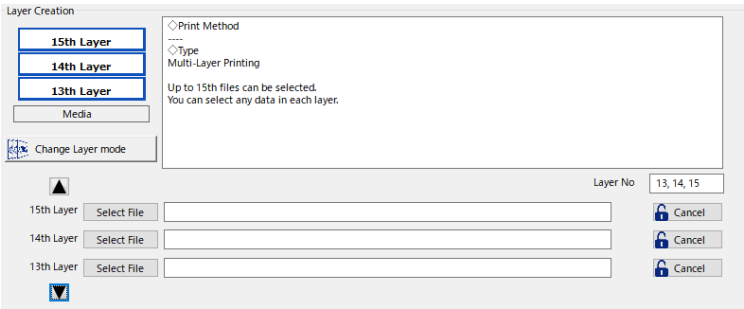 Layer Creation
15th Layer
14th Layer
13th Layer
Media
Change Layer mode
◇Print Method
----
◇Type
Multi-Layer Printing
Up to 15th files can be selected.
You can select any data in each layer.
Layer No 13, 14, 15
15th Layer Select File Cancel
14th Layer Select File Cancel
13th Layer Select File Cancel